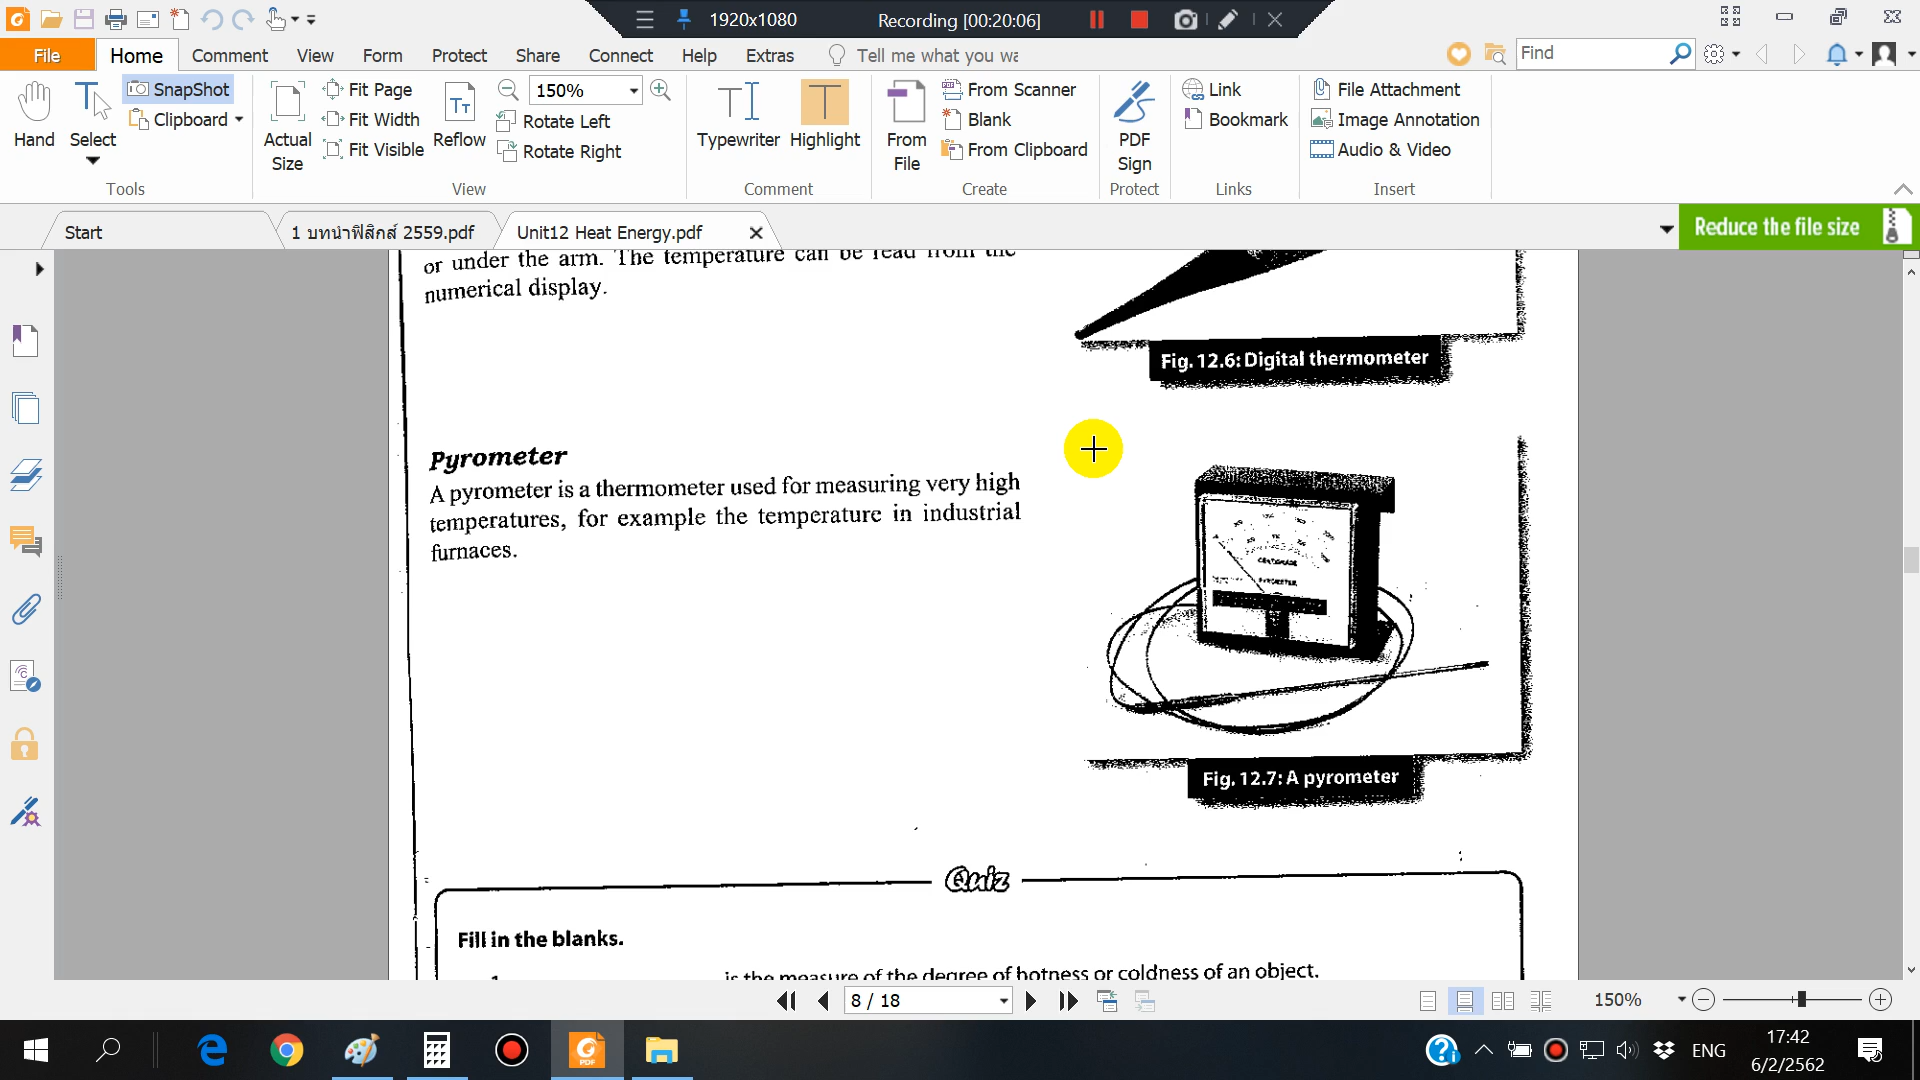 1920x1080
Recording [00:20:06]
File
Home
Comment
View
Form
Protect
Share
Connect
Help
Extras
Tell me what you wa
Find
Hand
Select
SnapShot
Clipboard
Tools
Actual
Size
Fit Page
Fit Width
Fit Visible
Reflow
150%
Rotate Left
Rotate Right
View
Typewriter
Highlight
Comment
From
File
From Scanner
Blank
From Clipboard
Create
PDF
Sign
Protect
Link
Bookmark
Links
File Attachment
Image Annotation
Audio & Video
Insert
Start
1 บทนำฟิสิกส์ 2559.pdf
Unit12 Heat Energy.pdf
Reduce the file size
or under the arm. The temperature can be read from the
numerical display.
Fig. 12.6: Digital thermometer
Pyrometer
A pyrometer is a thermometer used for measuring very high
temperatures, for example the temperature in industrial
furnaces.
CENTIGRADE
PYROMETER
Fig. 12.7: A pyrometer
Quiz
Fill in the blanks.
1
is the measure of the degree of hotness or coldness of an object.
8 / 18
150%
PDF
ENG
17:42
6/2/2562